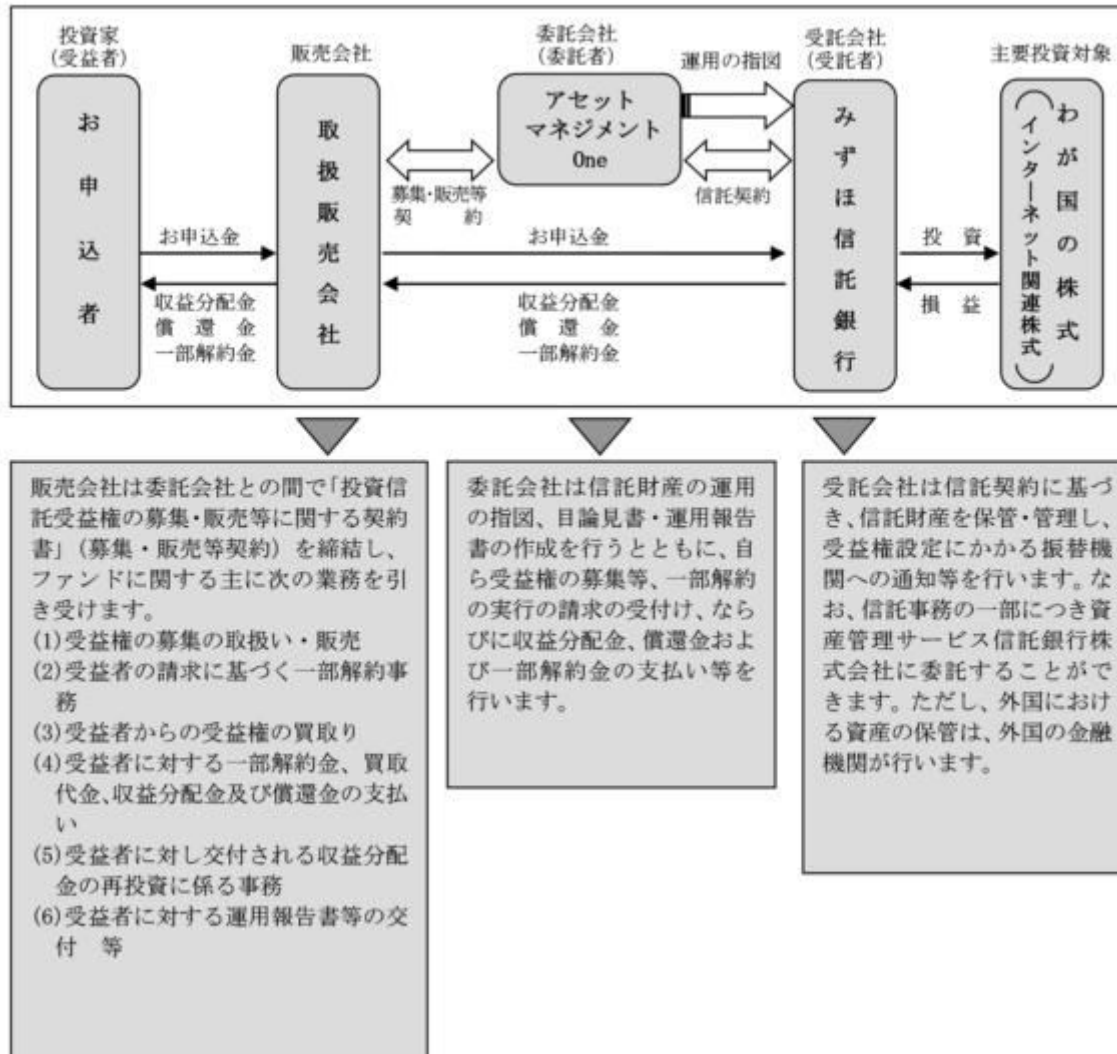 投資家
(受益者)
お申込者
販売会社
取扱販売会社
委託会社
(委託者)
アセット
マネジメント
One
運用の指図
受託会社
(受託者)
みずほ信託銀行
主要投資対象
わが国の株式
(インターネット関連株式)
募集・販売等
契　　約
信託契約
お申込金
収益分配金
償　還　金
一部解約金
お申込金
収益分配金
償　還　金
一部解約金
投　資
損　益
販売会社は委託会社との間で「投資信
託受益権の募集・販売等に関する契約
書」（募集・販売等契約）を締結し、
ファンドに関する主に次の業務を引
き受けます。
(1)受益権の募集の取扱い・販売
(2)受益者の請求に基づく一部解約事
務
(3)受益者からの受益権の買取り
(4)受益者に対する一部解約金、買取
代金、収益分配金及び償還金の支払
い
(5)受益者に対し交付される収益分配
金の再投資に係る事務
(6)受益者に対する運用報告書等の交
付　等
委託会社は信託財産の運用
の指図、目論見書・運用報告
書の作成を行うとともに、自
ら受益権の募集等、一部解約
の実行の請求の受付け、なら
びに収益分配金、償還金およ
び一部解約金の支払い等を
行います。
受託会社は信託契約に基づ
き、信託財産を保管・管理し、
受益権設定にかかる振替機
関への通知等を行います。な
お、信託事務の一部につき資
産管理サービス信託銀行株
式会社に委託することがで
きます。ただし、外国におけ
る資産の保管は、外国の金融
機関が行います。